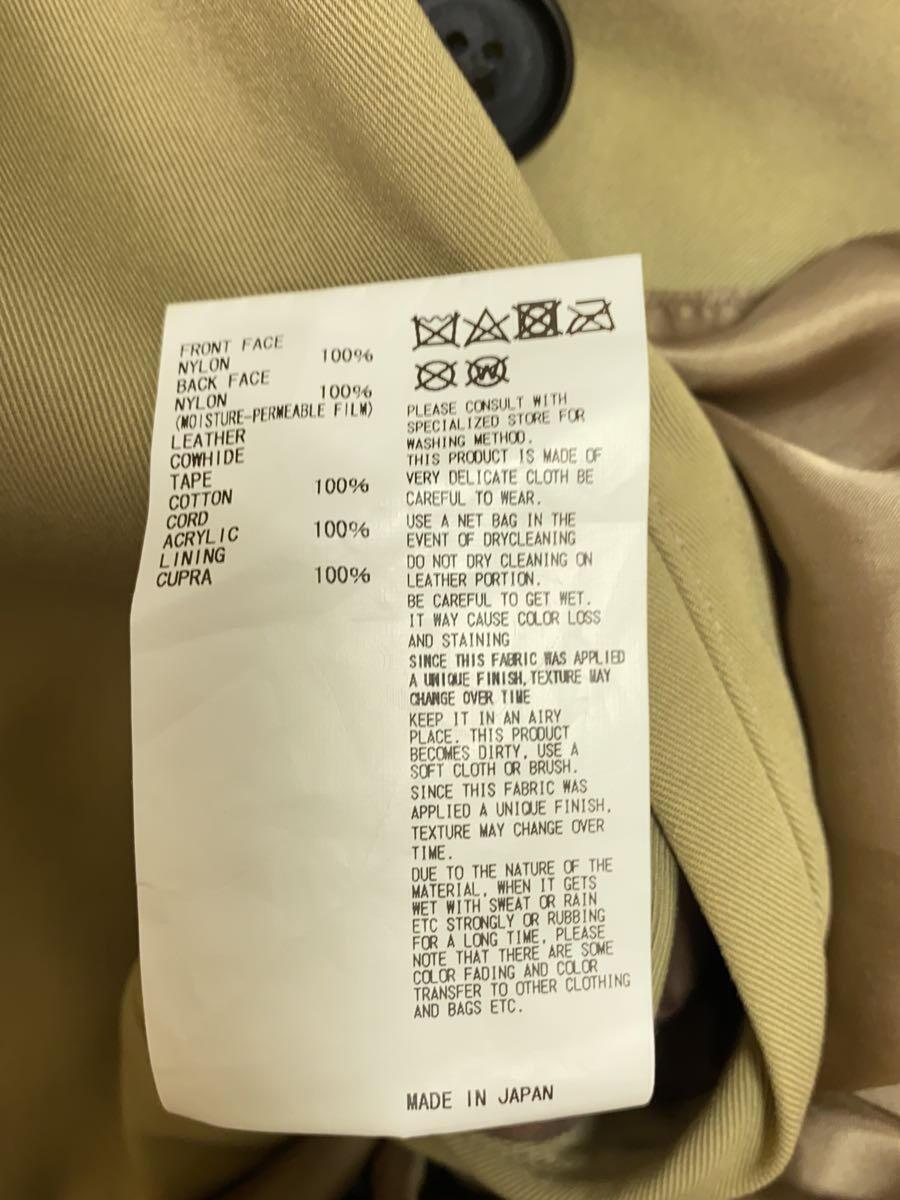 FRONT FACE
NYLON 100%
BACK FACE
NYLON 100%
(MOISTURE-PERMEABLE FILM)
LEATHER
COWHIDE
TAPE
COTTON 100%
CORD
ACRYLIC 100%
LINING
CUPRA 100%
W
PLEASE CONSULT WITH
SPECIALIZED STORE FOR
WASHING METHOD.
THIS PRODUCT IS MADE OF
VERY DELICATE CLOTH BE
CAREFUL TO WEAR.
USE A NET BAG IN THE
EVENT OF DRYCLEANING
DO NOT DRY CLEANING ON
LEATHER PORTION.
BE CAREFUL TO GET WET.
IT WAY CAUSE COLOR LOSS
AND STAINING
SINCE THIS FABRIC WAS APPLIED
A UNIQUE FINISH, TEXTURE MAY
CHANGE OVER TIME
KEEP IT IN AN AIRY
PLACE. THIS PRODUCT
BECOMES DIRTY, USE A
SOFT CLOTH OR BRUSH.
SINCE THIS FABRIC WAS
APPLIED A UNIQUE FINISH,
TEXTURE MAY CHANGE OVER
TIME.
DUE TO THE NATURE OF THE
MATERIAL, WHEN IT GETS
WET WITH SWEAT OR RAIN
ETC STRONGLY OR RUBBING
FOR A LONG TIME, PLEASE
NOTE THAT THERE ARE SOME
COLOR FADING AND COLOR
TRANSFER TO OTHER CLOTHING
AND BAGS ETC.
MADE IN JAPAN